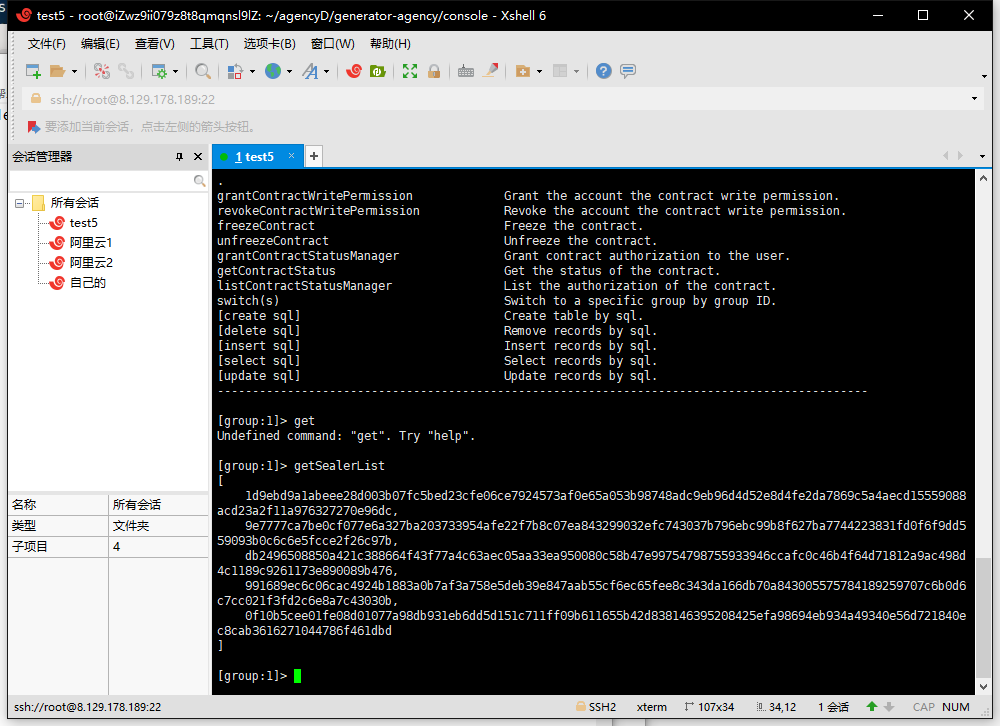 test5 - root@iZwz9ii079z8t8qmqnsl9lZ: ~/agencyD/generator-agency/console - Xshell 6
文件(F) 编辑(E) 查看(V) 工具(T) 选项卡(B) 窗口(W) 帮助(H)
ssh://root@8.129.178.189:22
要添加当前会话，点击左侧的箭头按钮。
会话管理器
1 test5
所有会话
test5
阿里云1
阿里云2
自己的
名称 所有会话
类型 文件夹
子项目 4
.
grantContractWritePermission Grant the account the contract write permission.
revokeContractWritePermission Revoke the account the contract write permission.
freezeContract Freeze the contract.
unfreezeContract Unfreeze the contract.
grantContractStatusManager Grant contract authorization to the user.
getContractStatus Get the status of the contract.
listContractStatusManager List the authorization of the contract.
switch(s) Switch to a specific group by group ID.
[create sql] Create table by sql.
[delete sql] Remove records by sql.
[insert sql] Insert records by sql.
[select sql] Select records by sql.
[update sql] Update records by sql.
---------------------------------------------------------------------------------------------
[group:1]> get
Undefined command: "get". Try "help".
[group:1]> getSealerList
[
1d9ebd9a1abeee28d003b07fc5bed23cfe06ce7924573af0e65a053b98748adc9eb96d4d52e8d4fe2da7869c5a4aecd15559088
acd23a2f11a976327270e96dc,
9e7777ca7be0cf077e6a327ba203733954afe22f7b8c07ea843299032efc743037b796ebc99b8f627ba7744223831fd0f6f9dd5
59093b0c6c6e5fcce2f26c97b,
db2496508850a421c388664f43f77a4c63aec05aa33ea950080c58b47e99754798755933946ccafc0c46b4f64d71812a9ac498d
4c1189c9261173e890089b476,
991689ec6c06cac4924b1883a0b7af3a758e5deb39e847aab55cf6ec65fee8c343da166db70a843005575784189259707c6b0d6
c7cc021f3fd2c6e8a7c43030b,
0f10b5cee01fe08d01077a98db931eb6dd5d151c711ff09b611655b42d838146395208425efa98694eb934a49340e56d721840e
c8cab3616271044786f461dbd
]
[group:1]>
ssh://root@8.129.178.189:22 SSH2 xterm 107x34 34,12 1 会话 CAP NUM